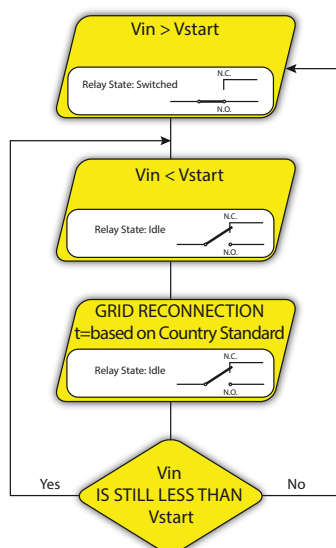 Vin > Vstart
N.C.
Relay State: Switched
N.O.
Vin < Vstart
N.C.
Relay State: Idle
N.O.
GRID RECONNECTION
t=based on Country Standard
N.C.
Relay State: Idle
N.O.
Yes
Vin
IS STILL LESS THAN
Vstart
No